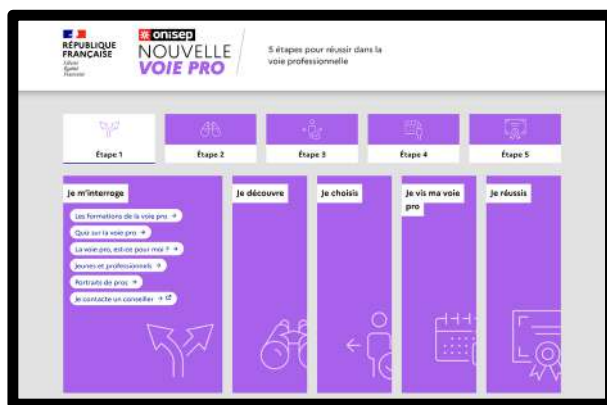 RÉPUBLIQUE
FRANÇAISE
Liberté
Égalité
Fraternité
onisep
NOUVELLE
VOIE PRO
5 étapes pour réussir dans la
voie professionnelle
Étape 1
Étape 2
Étape 3
Étape 4
Étape 5
Je m'interroge
Les formations de la voie pro →
Quiz sur la voie pro →
La voie pro, est-ce pour moi ? →
Jeunes et professionnels →
Portraits de pros →
Je contacte un conseiller →
Je découvre
Je choisis
Je vis ma voie
pro
Je réussis